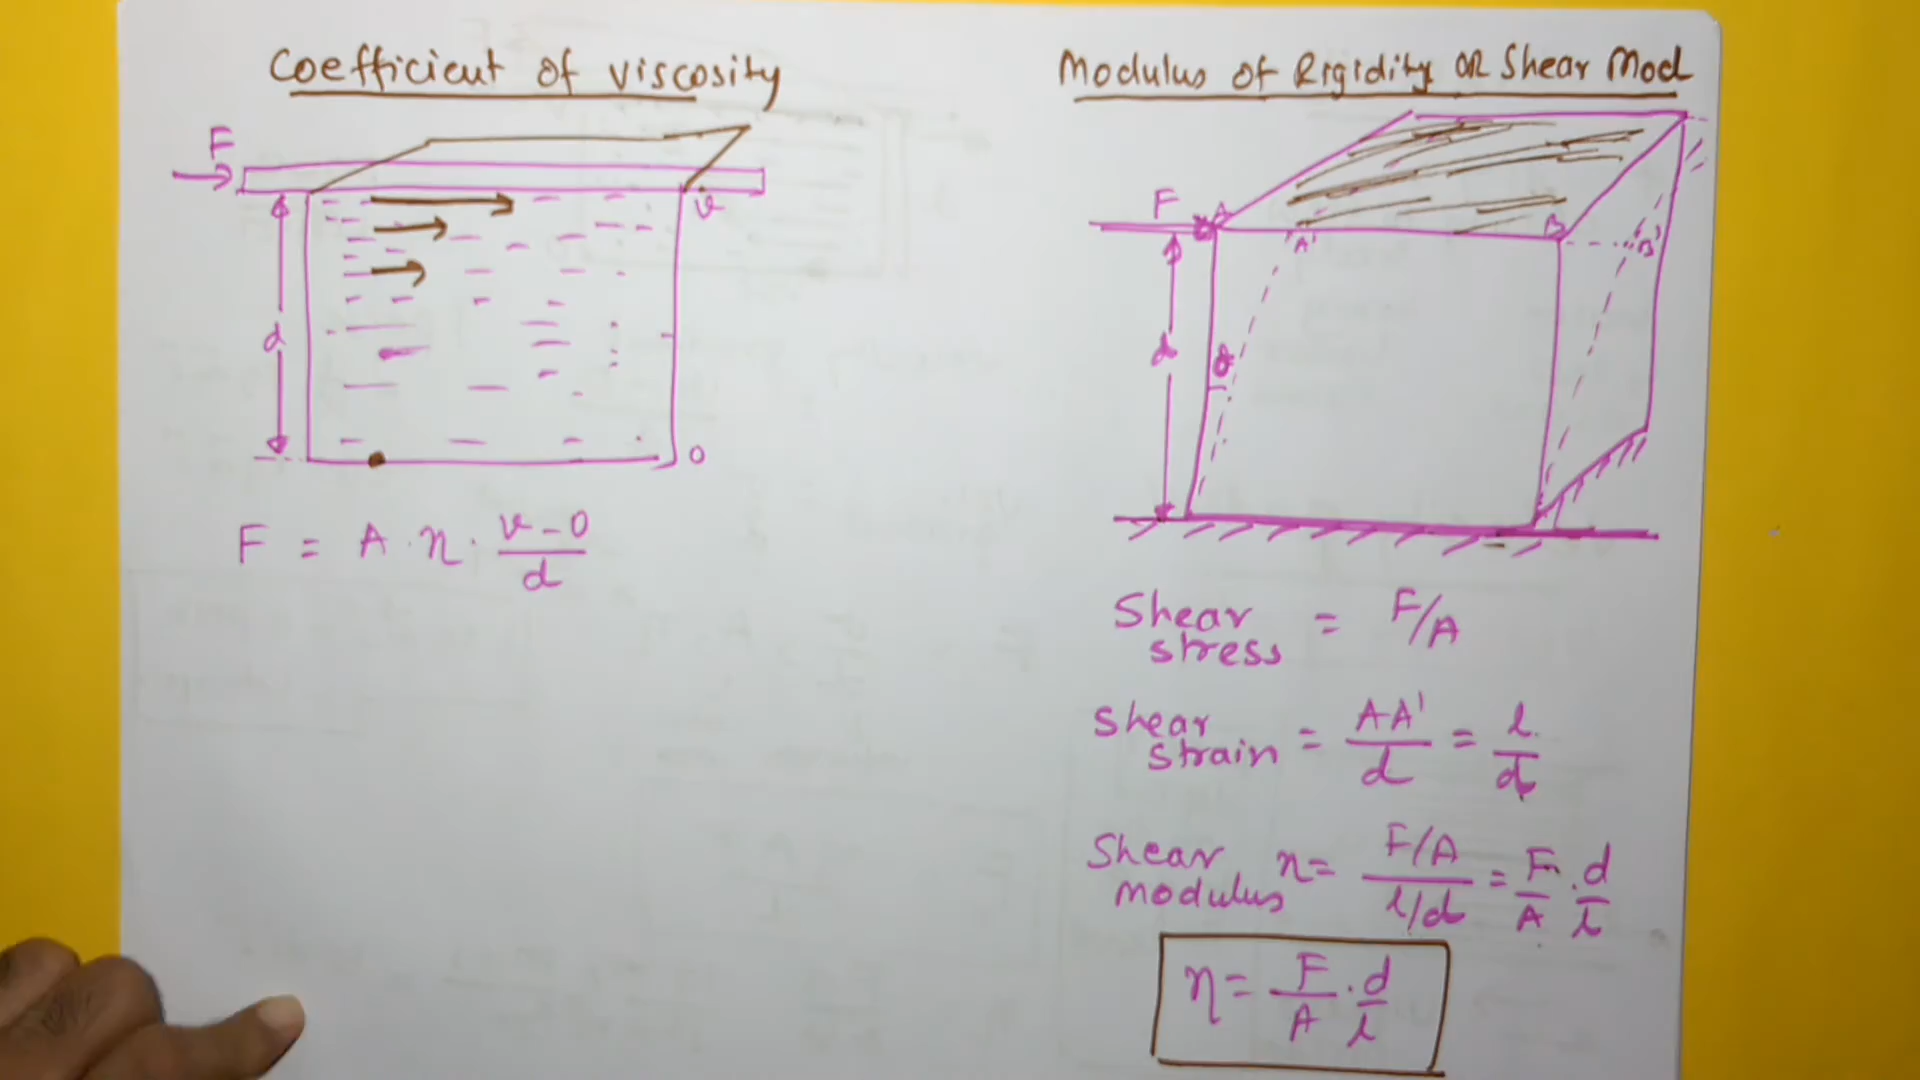 Coefficient of viscosity
F
v
d
0
F = A · η · (v - 0)/d
Modulus of Rigidity OR Shear Mod
F
A
A'
B
B'
d
θ
Shear stress = F/A
Shear strain = AA'/d = l/d
Shear modulus η = (F/A)/(l/d) = F/A · d/l
η = F/A · d/l